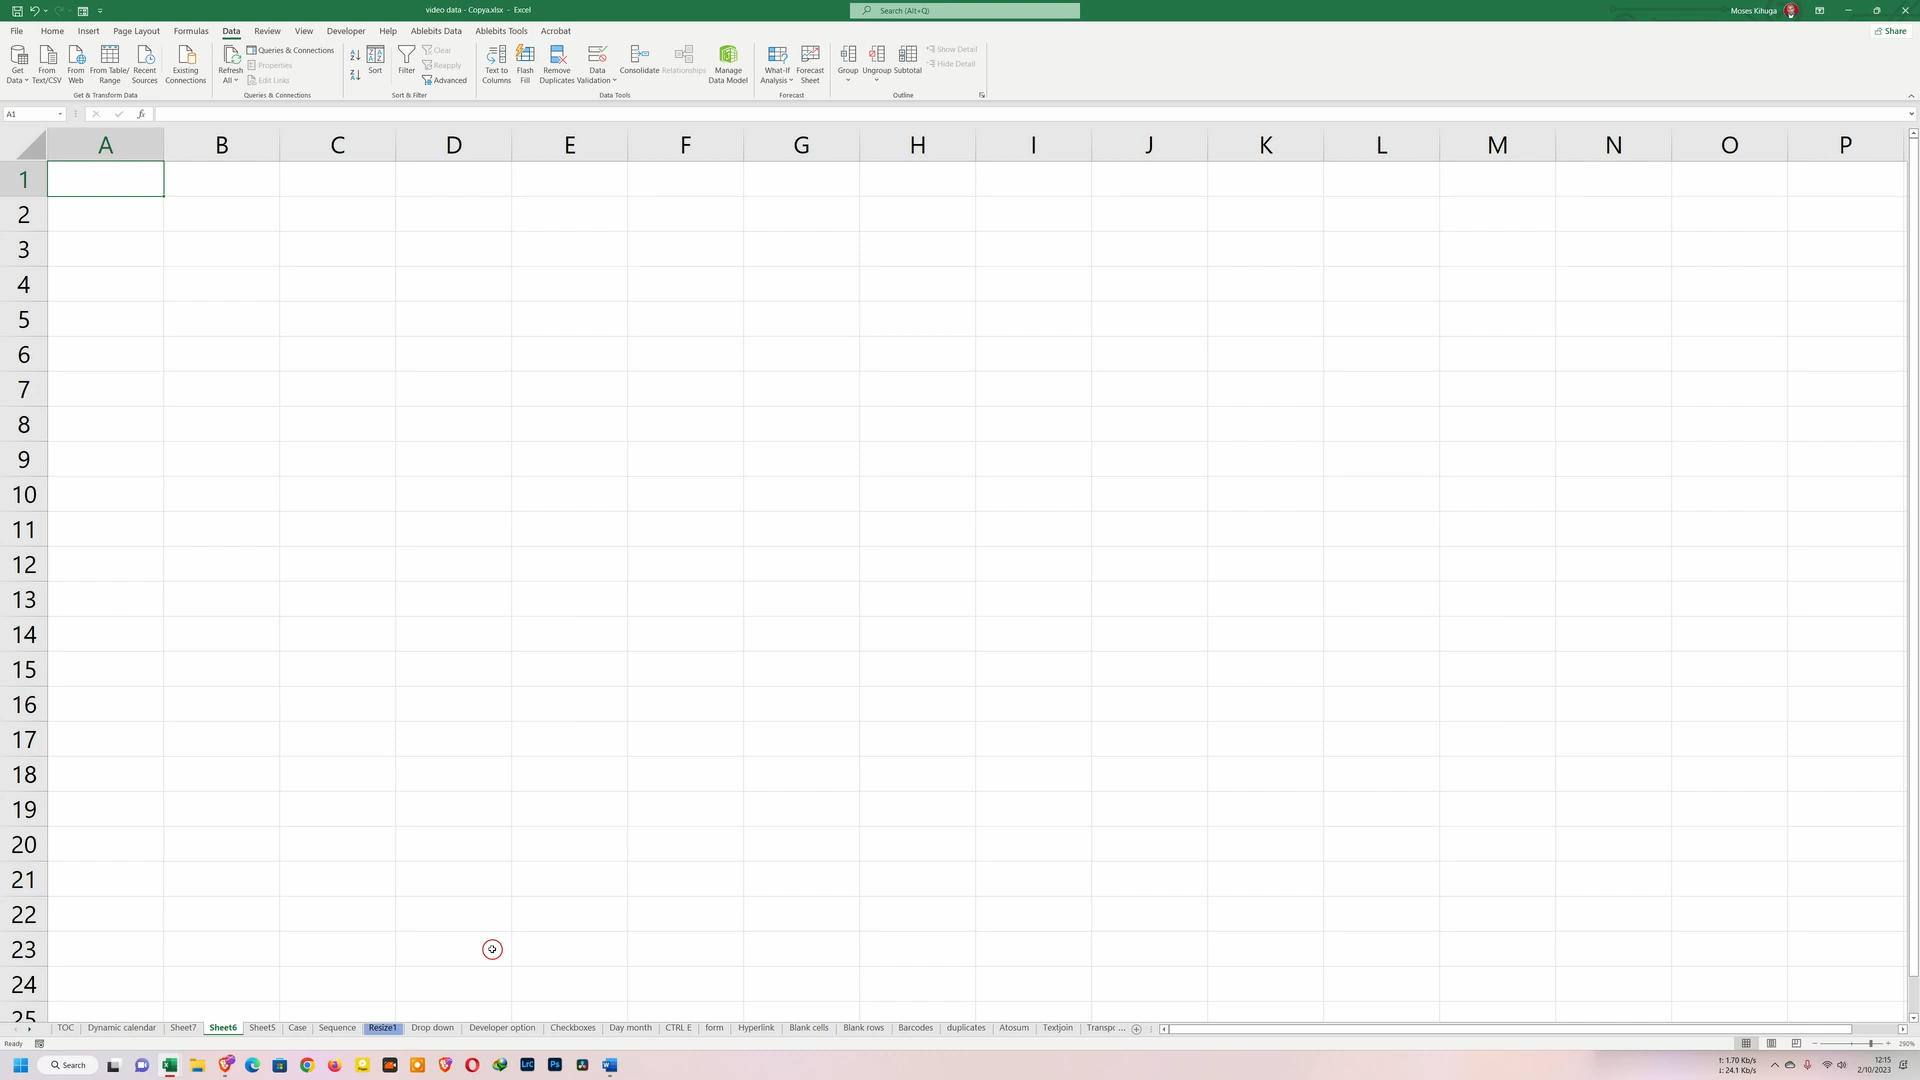 video data - Copya.xlsx - Excel
Search (Alt+Q)
Moses Kihuga
File Home Insert Page Layout Formulas Data Review View Developer Help Ablebits Data Ablebits Tools Acrobat
Share
Get Data
From Text/CSV
From Web
From Table/ Range
Recent Sources
Existing Connections
Get & Transform Data
Refresh All
Queries & Connections
Properties
Edit Links
Queries & Connections
Sort
Filter
Clear
Reapply
Advanced
Sort & Filter
Text to Columns
Flash Fill
Remove Duplicates
Data Validation
Consolidate
Relationships
Manage Data Model
Data Tools
What-If Analysis
Forecast Sheet
Forecast
Group
Ungroup
Subtotal
Show Detail
Hide Detail
Outline
A1
fx
A B C D E F G H I J K L M N O P
1
2
3
4
5
6
7
8
9
10
11
12
13
14
15
16
17
18
19
20
21
22
23
24
25
TOC Dynamic calendar Sheet7 Sheet6 Sheet5 Case Sequence Resize1 Drop down Developer option Checkboxes Day month CTRL E form Hyperlink Blank cells Blank rows Barcodes duplicates Atosum Textjoin Transpc ...
Ready
290%
Search
LrC
Ps
↑: 1.70 Kb/s
↓: 24.1 Kb/s
12:15
2/10/2023